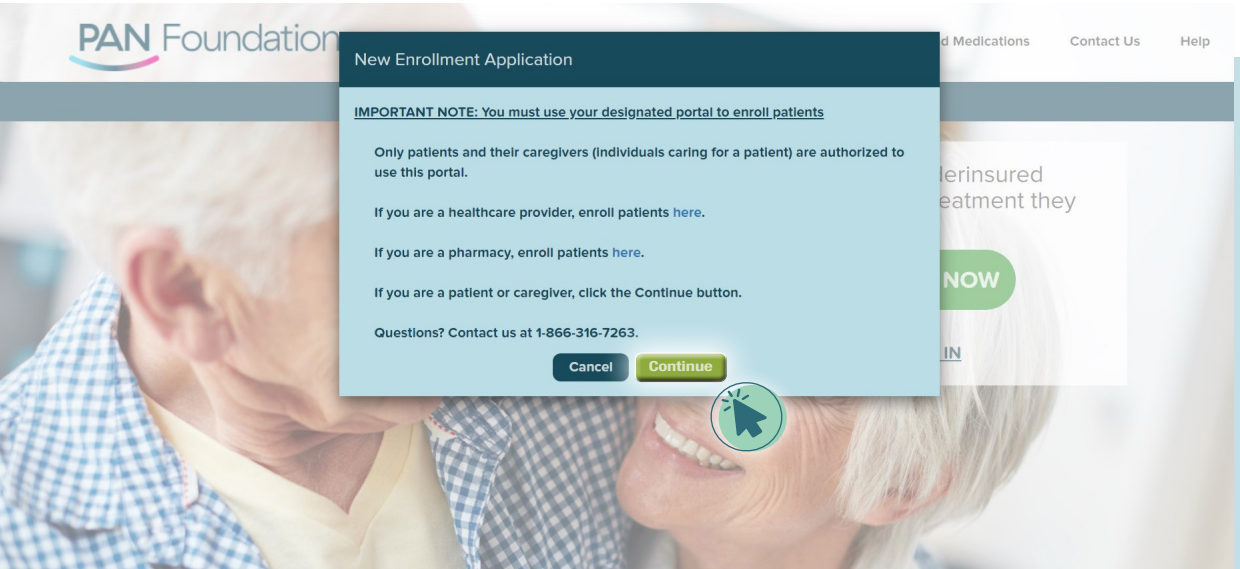 PAN Foundation
d Medications
Contact Us
Help
New Enrollment Application
IMPORTANT NOTE: You must use your designated portal to enroll patients
Only patients and their caregivers (individuals caring for a patient) are authorized to
use this portal.
If you are a healthcare provider, enroll patients here.
If you are a pharmacy, enroll patients here.
If you are a patient or caregiver, click the Continue button.
Questions? Contact us at 1-866-316-7263.
Cancel
Continue
erinsured
eatment they
NOW
IN